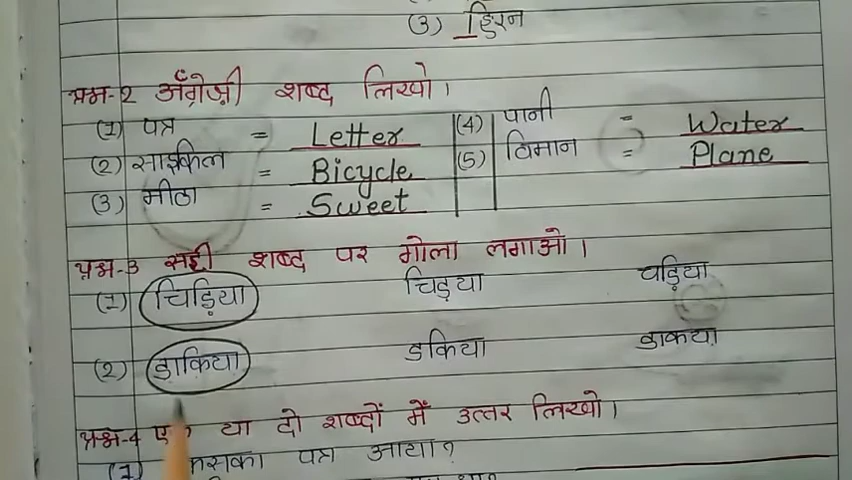 (3) हिरन
प्रश्न-2 अँग्रेज़ी शब्द लिखो।
(1) पत्र = Letter (4) पानी = Water
(2) साइकिल = Bicycle (5) विमान = Plane
(3) मीठा = Sweet
प्रश्न-3 सही शब्द पर गोला लगाओ।
(1) चिड़िया चिड़्या चड़िया
(2) डाकिया डकिया डाकया
प्रश्न-4 या दो शब्दों में उत्तर लिखो।
(1) पत्र आया?